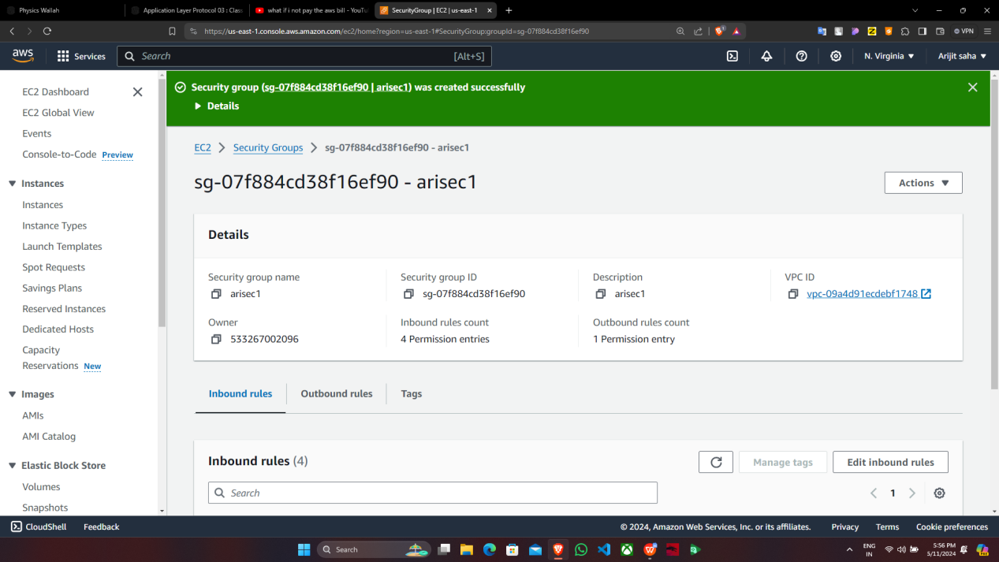 Physics Wallah
Application Layer Protocol 03 : Clas
what if i not pay the aws bill - YouTu
SecurityGroup | EC2 | us-east-1
https://us-east-1.console.aws.amazon.com/ec2/home?region=us-east-1#SecurityGroup:groupId=sg-07f884cd38f16ef90
VPN
aws
Services
Search
[Alt+S]
N. Virginia
Arijit saha
EC2 Dashboard
EC2 Global View
Events
Console-to-Code Preview
Instances
Instances
Instance Types
Launch Templates
Spot Requests
Savings Plans
Reserved Instances
Dedicated Hosts
Capacity
Reservations New
Images
AMIs
AMI Catalog
Elastic Block Store
Volumes
Snapshots
Security group (sg-07f884cd38f16ef90 | arisec1) was created successfully
Details
EC2
Security Groups
sg-07f884cd38f16ef90 - arisec1
sg-07f884cd38f16ef90 - arisec1
Actions
Details
Security group name
arisec1
Security group ID
sg-07f884cd38f16ef90
Description
arisec1
VPC ID
vpc-09a4d91ecdebf1748
Owner
533267002096
Inbound rules count
4 Permission entries
Outbound rules count
1 Permission entry
Inbound rules
Outbound rules
Tags
Inbound rules (4)
Manage tags
Edit inbound rules
Search
1
CloudShell
Feedback
© 2024, Amazon Web Services, Inc. or its affiliates.
Privacy
Terms
Cookie preferences
Search
ENG
IN
5:56 PM
5/11/2024